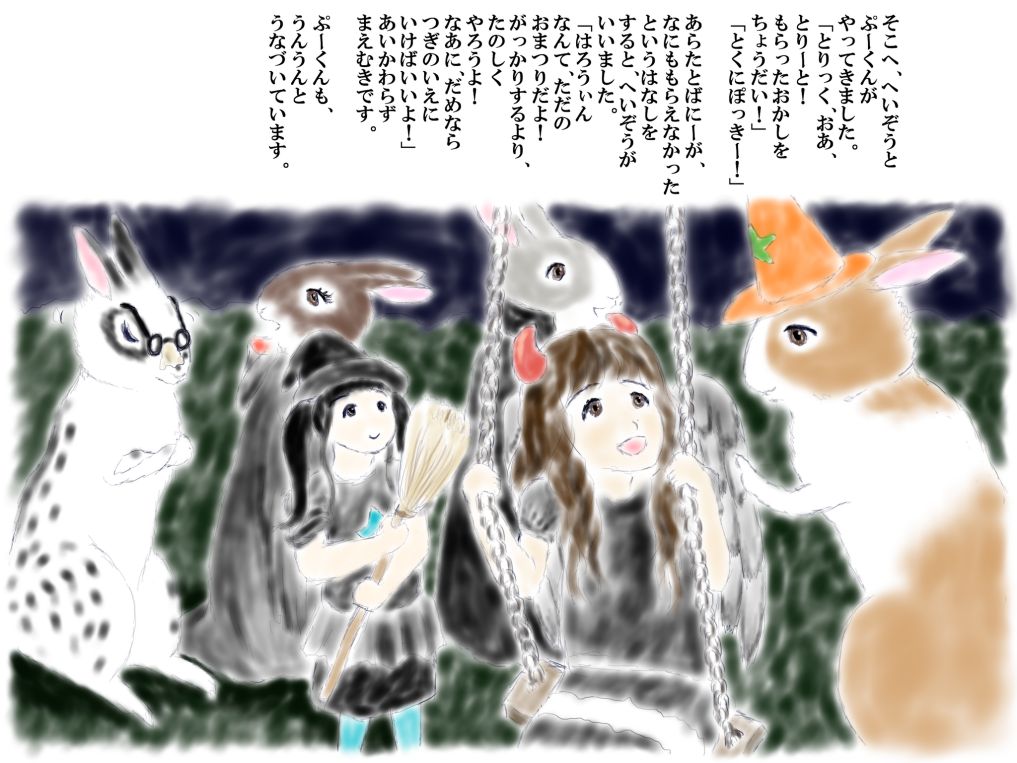 そこへ、へいぞうと
ぷーくんが
やってきました。
「とりっく、おあ、
とりーと！
もらったおかしを
ちょうだい！」
「とくにぽっきー！」
あらたとばにーが、
なにももらえなかった
というはなしを
すると、へいぞうが
いいました。
「はろうぃん
なんて、ただの
おまつりだよ！
がっかりするより、
たのしく
やろうよ！
なあに、だめなら
つぎのいえに
いけばいいよ！」
あいかわらず
まえむきです。
ぷーくんも、
うんうんと
うなづいています。